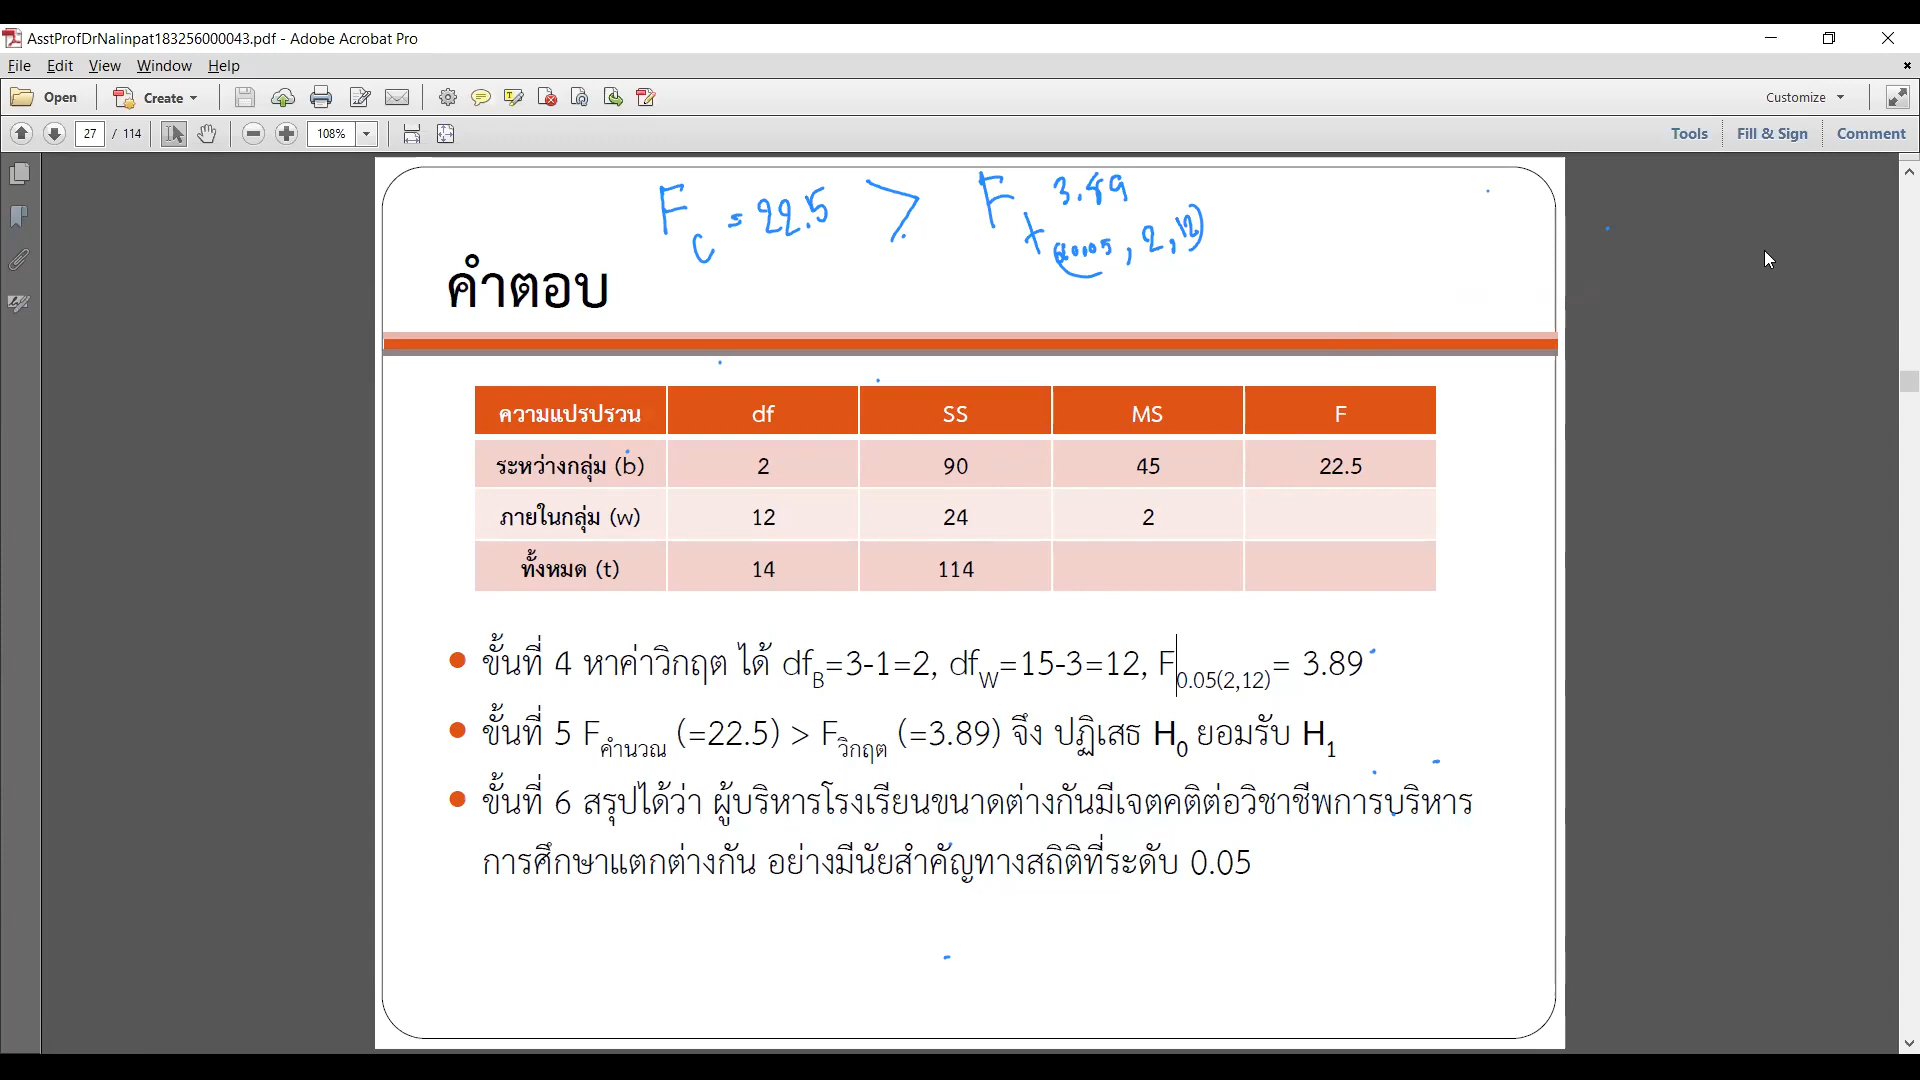 AsstProfDrNalinpat183256000043.pdf - Adobe Acrobat Pro
File Edit View Window Help
Open Create Customize
27 / 114 108% Tools Fill & Sign Comment
F C = 22.5 > F t 3.89
, 2, 12)
คำตอบ
ความแปรปรวน df SS MS F
ระหว่างกลุ่ม (b) 2 90 45 22.5
ภายในกลุ่ม (w) 12 24 2
ทั้งหมด (t) 14 114
ขั้นที่ 4 หาค่าวิกฤต ได้ dfB=3-1=2, dfW=15-3=12, F0.05(2,12)= 3.89
ขั้นที่ 5 Fคำนวณ (=22.5) > Fวิกฤต (=3.89) จึง ปฏิเสธ H0 ยอมรับ H1
ขั้นที่ 6 สรุปได้ว่า ผู้บริหารโรงเรียนขนาดต่างกันมีเจตคติต่อวิชาชีพการบริหาร
การศึกษาแตกต่างกัน อย่างมีนัยสำคัญทางสถิติที่ระดับ 0.05